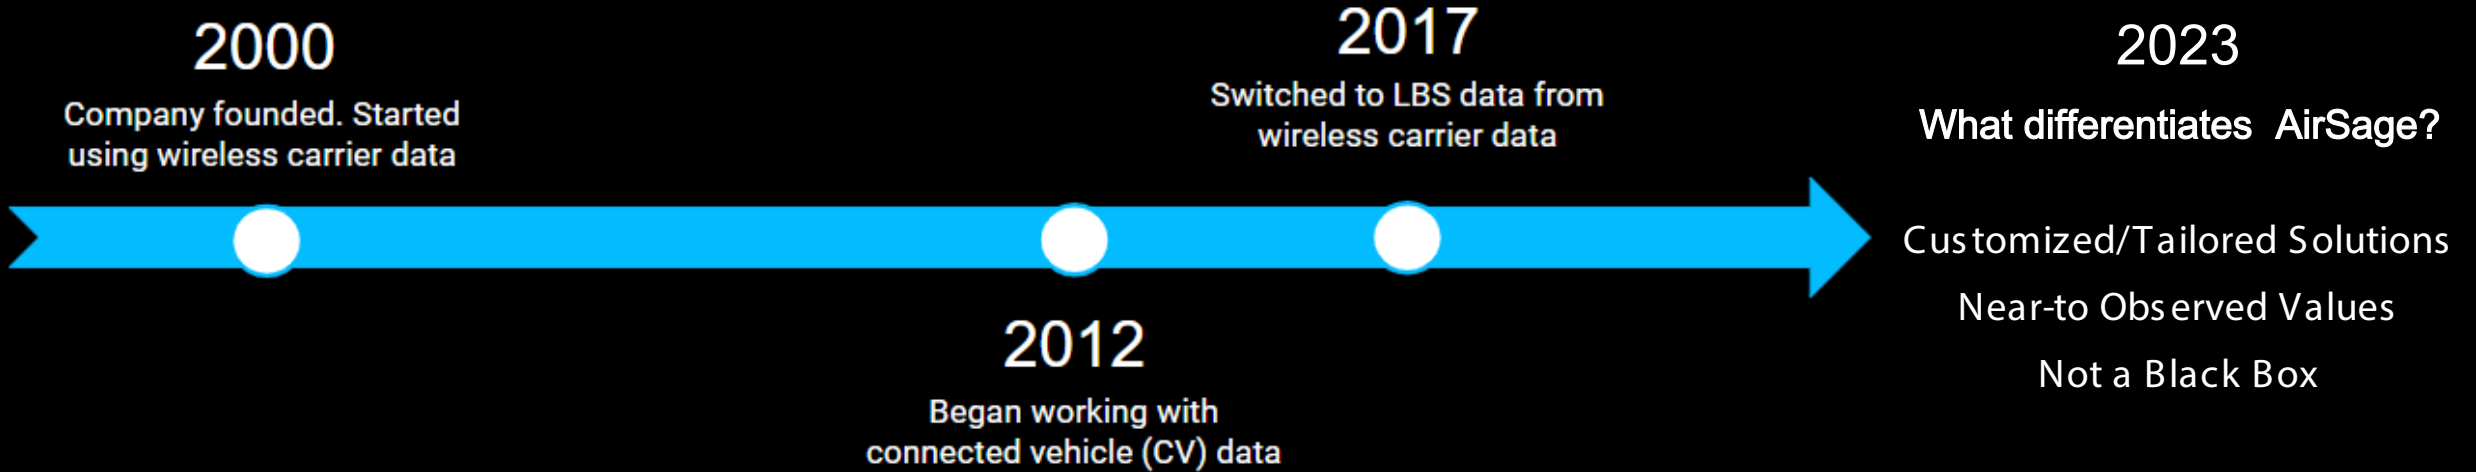 2000
Company founded. Started
using wireless carrier data
2012
Began working with
connected vehicle (CV) data
2017
Switched to LBS data from
wireless carrier data
2023
What differentiates AirSage?
Customized/Tailored Solutions
Near-to Observed Values
Not a Black Box